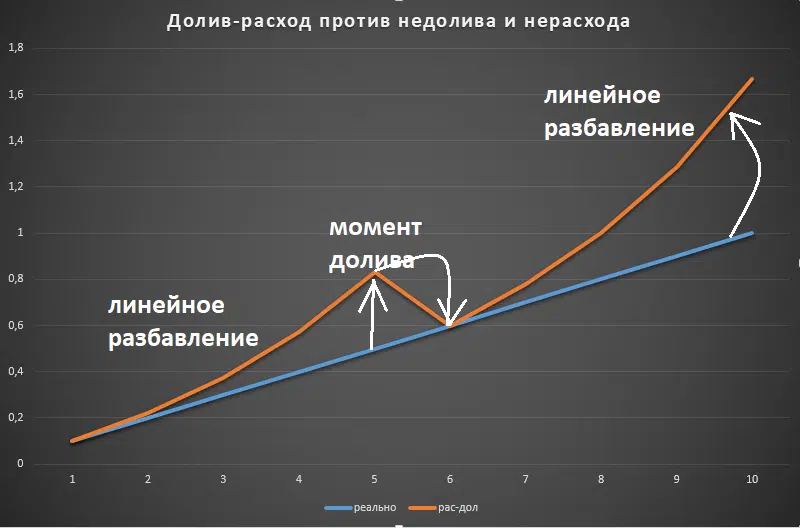 Долив-расход против недолива и нерасхода
1,8
1,6
1,4
1,2
1
0,8
0,6
0,4
0,2
0
линейное
разбавление
момент
долива
линейное
разбавление
1 2 3 4 5 6 7 8 9 10
реально рас-дол